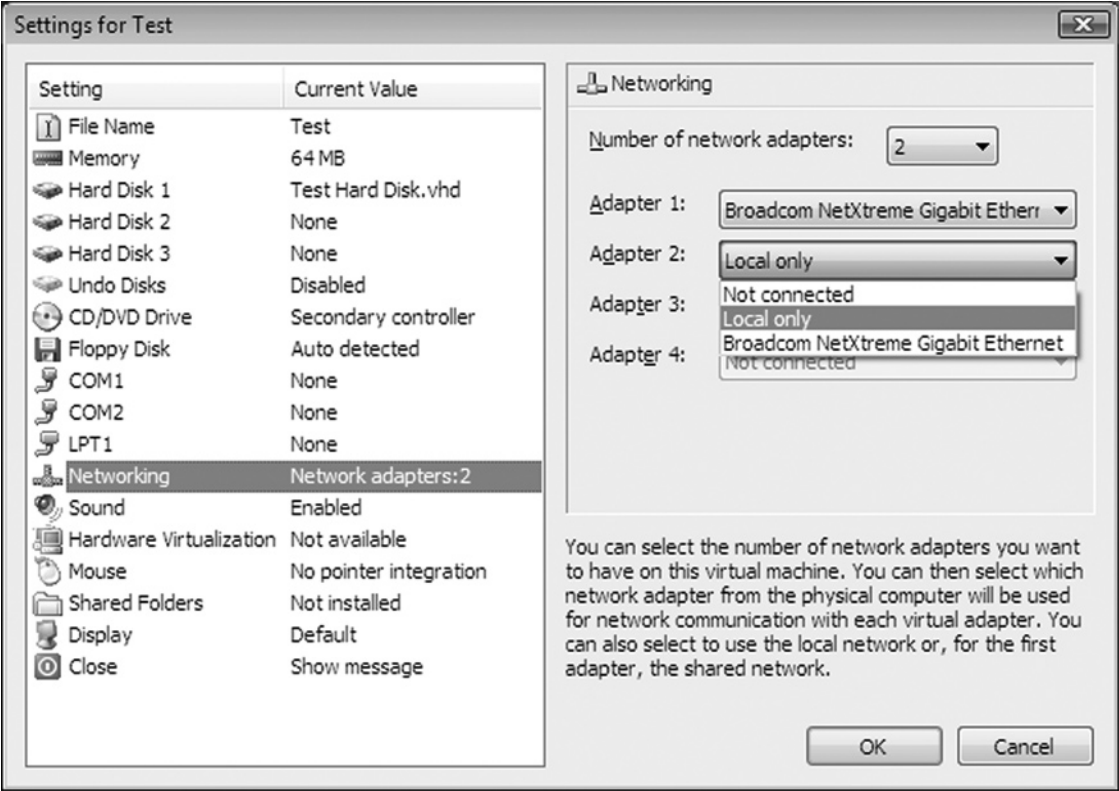 Settings for Test
Setting Current Value
File Name Test
Memory 64 MB
Hard Disk 1 Test Hard Disk.vhd
Hard Disk 2 None
Hard Disk 3 None
Undo Disks Disabled
CD/DVD Drive Secondary controller
Floppy Disk Auto detected
COM1 None
COM2 None
LPT1 None
Networking Network adapters:2
Sound Enabled
Hardware Virtualization Not available
Mouse No pointer integration
Shared Folders Not installed
Display Default
Close Show message
Networking
Number of network adapters: 2
Adapter 1: Broadcom NetXtreme Gigabit Ethern
Adapter 2: Local only
Not connected
Adapter 3: Local only
Broadcom NetXtreme Gigabit Ethernet
Adapter 4: Not connected
You can select the number of network adapters you want
to have on this virtual machine. You can then select which
network adapter from the physical computer will be used
for network communication with each virtual adapter. You
can also select to use the local network or, for the first
adapter, the shared network.
OK Cancel